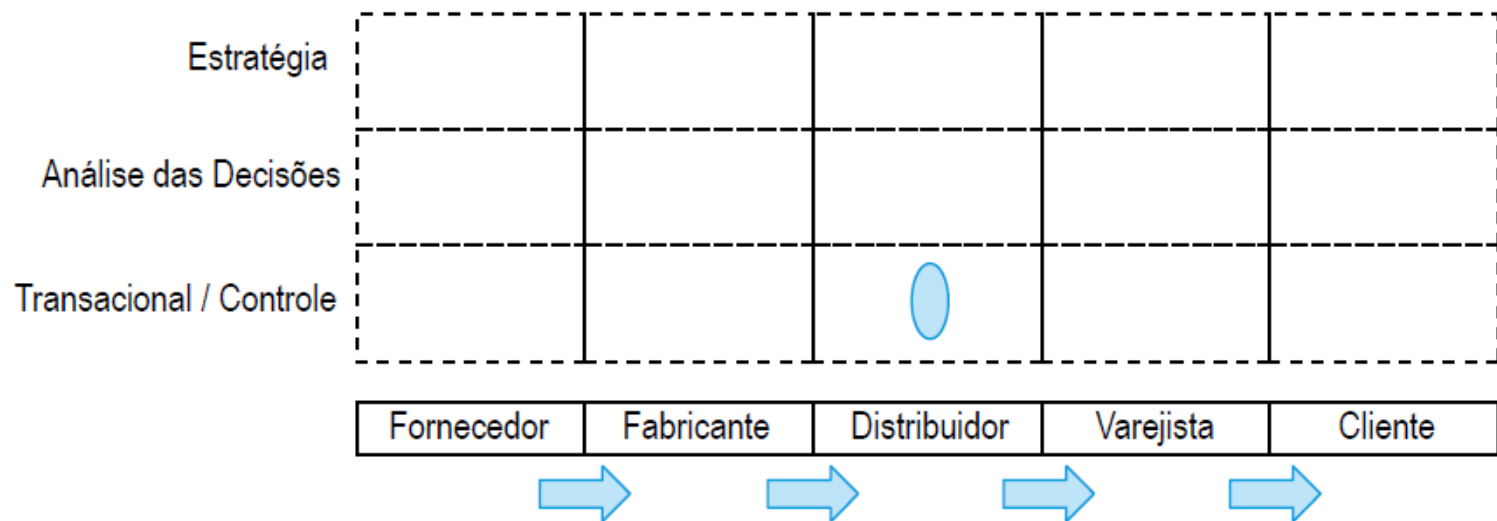 Estratégia
Análise das Decisões
Transacional / Controle
Fornecedor
Fabricante
Distribuidor
Varejista
Cliente